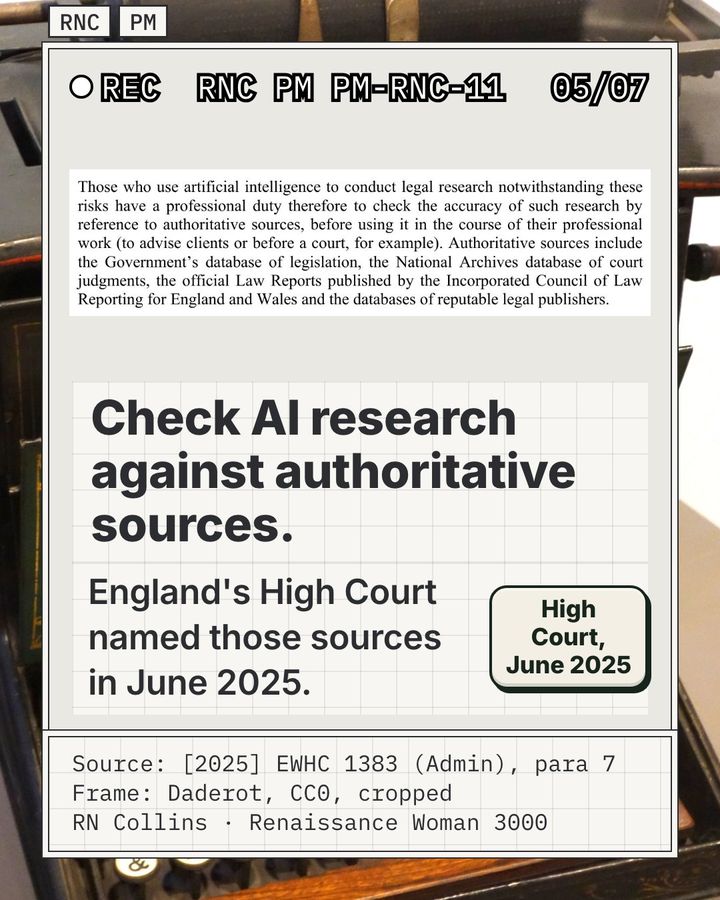 RNC PM
REC RNC PM PM-RNC-11 05/07
Those who use artificial intelligence to conduct legal research notwithstanding these
risks have a professional duty therefore to check the accuracy of such research by
reference to authoritative sources, before using it in the course of their professional
work (to advise clients or before a court, for example). Authoritative sources include
the Government's database of legislation, the National Archives database of court
judgments, the official Law Reports published by the Incorporated Council of Law
Reporting for England and Wales and the databases of reputable legal publishers.
Check AI research
against authoritative
sources.
England's High Court
named those sources
in June 2025.
High
Court,
June 2025
Source: [2025] EWHC 1383 (Admin), para 7
Frame: Daderot, CC0, cropped
RN Collins · Renaissance Woman 3000
&